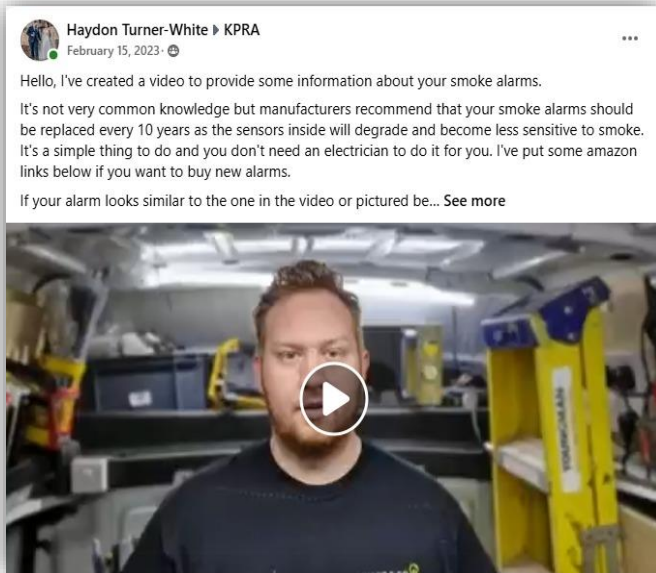 Haydon Turner-White ▸ KPRA
February 15, 2023 ·
Hello, I've created a video to provide some information about your smoke alarms.
It's not very common knowledge but manufacturers recommend that your smoke alarms should
be replaced every 10 years as the sensors inside will degrade and become less sensitive to smoke.
It's a simple thing to do and you don't need an electrician to do it for you. I've put some amazon
links below if you want to buy new alarms.
If your alarm looks similar to the one in the video or pictured be... See more
YOUNGMAN